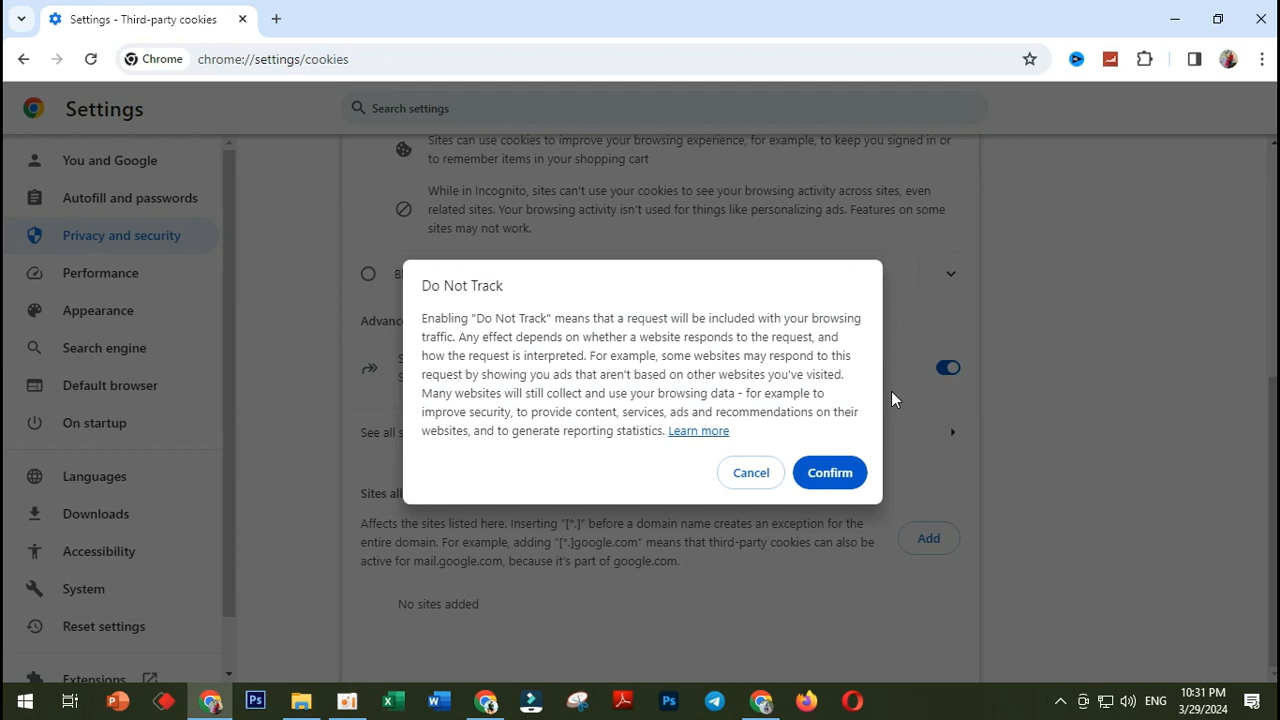 Settings - Third-party cookies
Chrome
chrome://settings/cookies
Settings
Search settings
You and Google
Autofill and passwords
Privacy and security
Performance
Appearance
Search engine
Default browser
On startup
Languages
Downloads
Accessibility
System
Reset settings
Extensions
Sites can use cookies to improve your browsing experience, for example, to keep you signed in or
to remember items in your shopping cart
While in Incognito, sites can't use your cookies to see your browsing activity across sites, even
related sites. Your browsing activity isn't used for things like personalizing ads. Features on some
sites may not work.
Do Not Track
Enabling "Do Not Track" means that a request will be included with your browsing
traffic. Any effect depends on whether a website responds to the request, and
how the request is interpreted. For example, some websites may respond to this
request by showing you ads that aren't based on other websites you've visited.
Many websites will still collect and use your browsing data - for example to
improve security, to provide content, services, ads and recommendations on their
websites, and to generate reporting statistics. Learn more
Cancel
Confirm
See all
Affects the sites listed here. Inserting "[*.]" before a domain name creates an exception for the
entire domain. For example, adding "[*.]google.com" means that third-party cookies can also be
active for mail.google.com, because it's part of google.com.
Add
No sites added
ENG
10:31 PM
3/29/2024